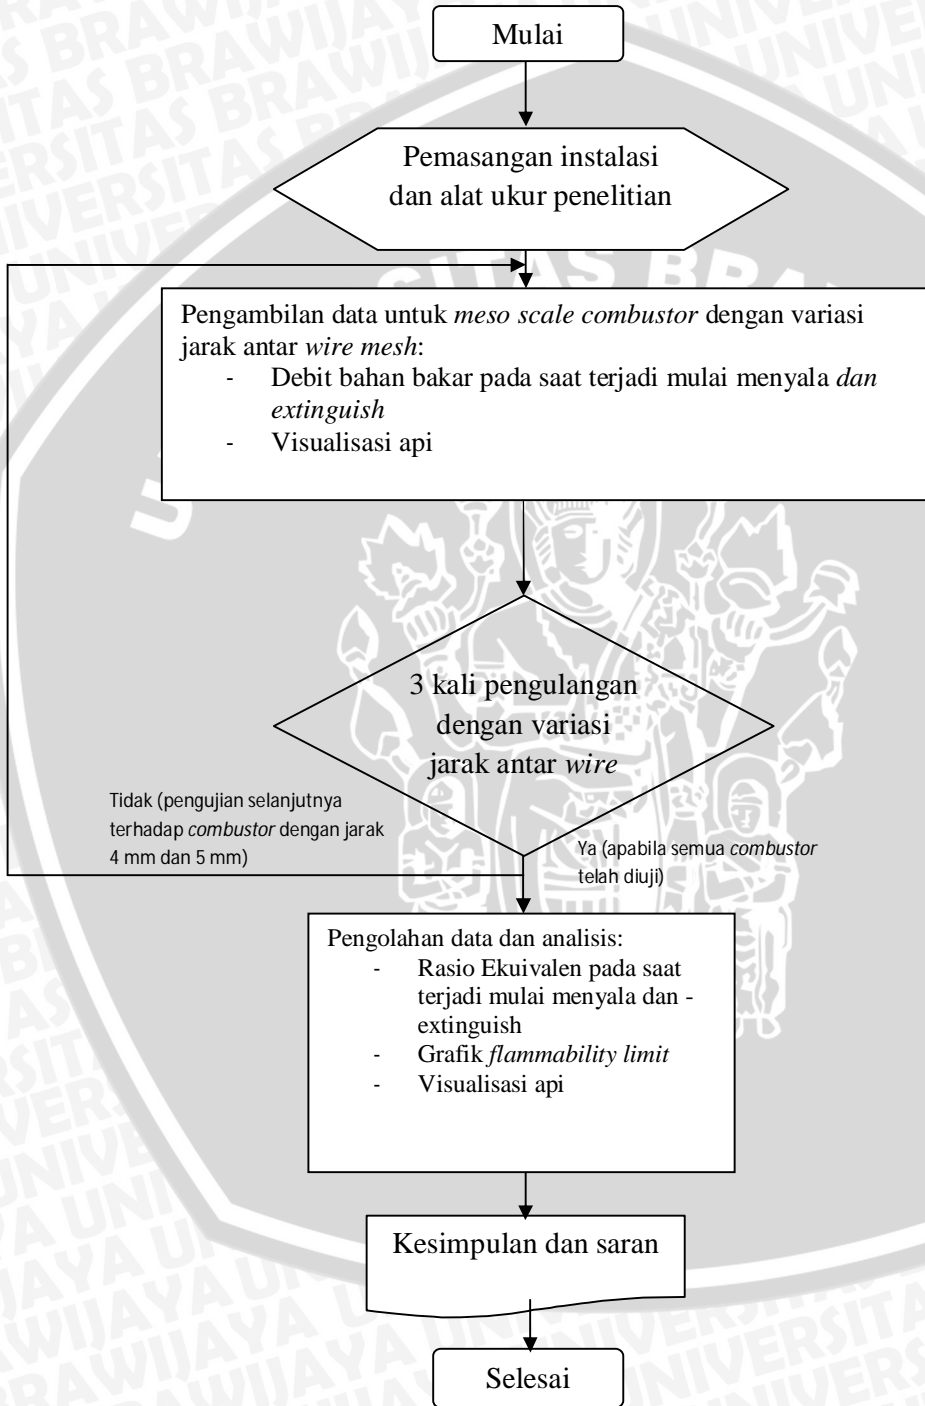 Mulai
Pemasangan instalasi
dan alat ukur penelitian
Pengambilan data untuk meso scale combustor dengan variasi
jarak antar wire mesh:
- Debit bahan bakar pada saat terjadi mulai menyala dan
extinguish
- Visualisasi api
3 kali pengulangan
dengan variasi
jarak antar wire
Tidak (pengujian selanjutnya
terhadap combustor dengan jarak
4 mm dan 5 mm)
Ya (apabila semua combustor
telah diuji)
Pengolahan data dan analisis:
- Rasio Ekuivalen pada saat
terjadi mulai menyala dan -
extinguish
- Grafik flammability limit
- Visualisasi api
Kesimpulan dan saran
Selesai